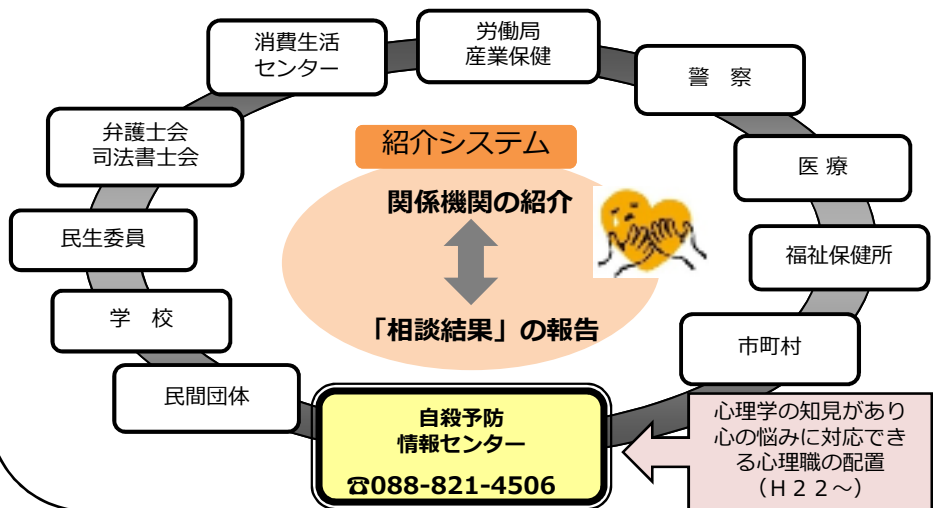 消費生活
センター
労働局
産業保健
警　察
弁護士会
司法書士会
紹介システム
医 療
関係機関の紹介
民生委員
福祉保健所
学　校
「相談結果」の報告
市町村
民間団体
自殺予防
情報センター
☎088-821-4506
心理学の知見があり
心の悩みに対応でき
る心理職の配置
（Ｈ２２～）